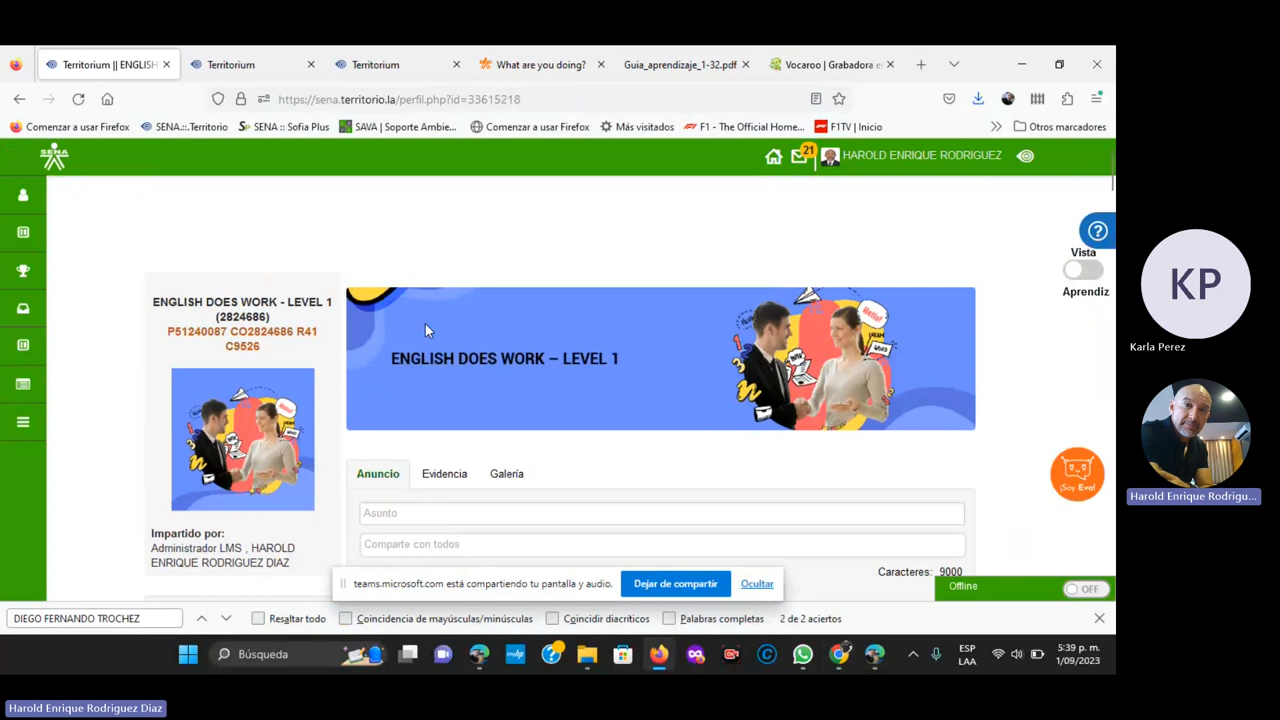 Territorium || ENGLISH
Territorium
Territorium
What are you doing?
Guia_aprendizaje_1-32.pdf
Vocaroo | Grabadora e
https://sena.territorio.la/perfil.php?id=33615218
Comenzar a usar Firefox
SENA.::.Territorio
SENA :: Sofia Plus
SAVA | Soporte Ambie...
Comenzar a usar Firefox
Más visitados
F1 - The Official Home...
F1TV | Inicio
Otros marcadores
SENA
21
HAROLD ENRIQUE RODRIGUEZ
Vista
Aprendiz
ENGLISH DOES WORK - LEVEL 1
(2824686)
P51240087 CO2824686 R41
C9526
ENGLISH DOES WORK – LEVEL 1
Hello!
Anuncio
Evidencia
Galería
Asunto
Comparte con todos
Caracteres: 9000
¡Soy Eva!
Impartido por:
Administrador LMS , HAROLD
ENRIQUE RODRIGUEZ DIAZ
teams.microsoft.com está compartiendo tu pantalla y audio.
Dejar de compartir
Ocultar
Offline
OFF
DIEGO FERNANDO TROCHEZ
Resaltar todo
Coincidencia de mayúsculas/minúsculas
Coincidir diacríticos
Palabras completas
2 de 2 aciertos
Búsqueda
ESP
LAA
5:39 p. m.
1/09/2023
KP
Karla Perez
Harold Enrique Rodrigu...
Harold Enrique Rodriguez Diaz